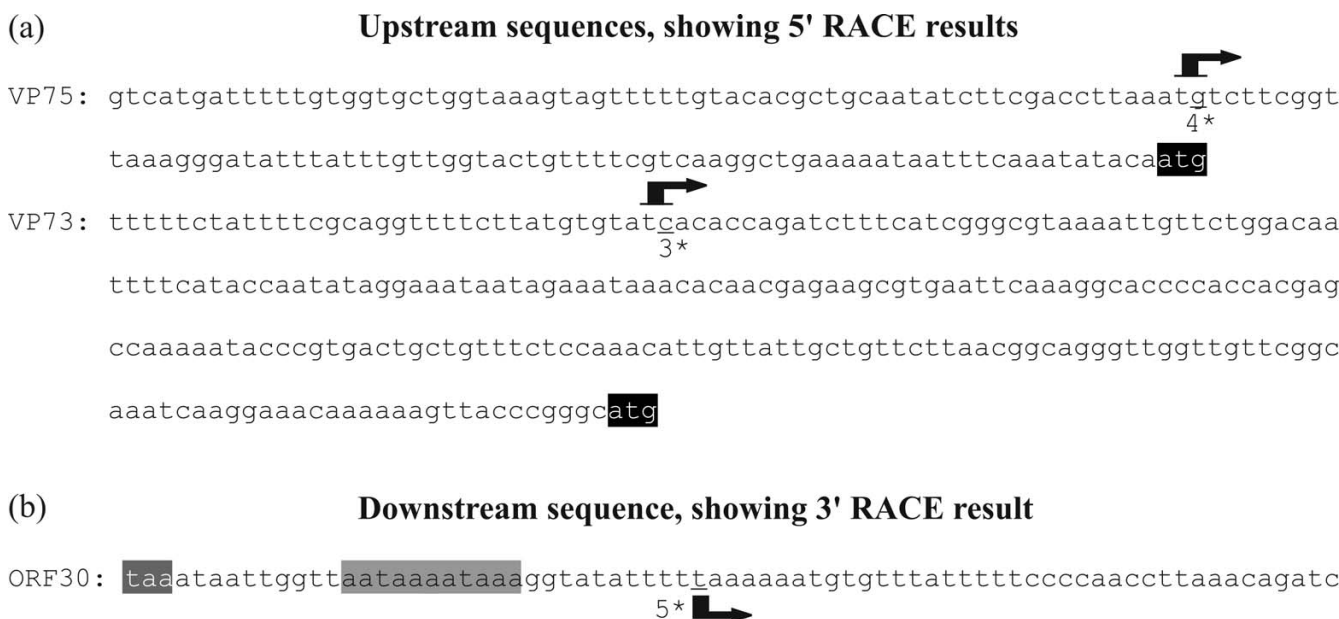 (a) Upstream sequences, showing 5' RACE results
VP75: gtcatgatttttgtggtgctggtaaagtagtttttgtacacgctgcaatatcttcgaccttaaatgtcttcggt
4*
taaagggatatttatttgttggtactgttttcgtcaaggctgaaaaataatttcaaatatacaatg
VP73: tttttctattttcgcaggttttcttatgtgtatcacaccagatctttcatcgggcgtaaaattgttctggacaa
3*
ttttcataccaatataggaaataatagaaataaacacaacgagaagcgtgaattcaaaggcaccccaccacgag
ccaaaaatacccgtgactgctgtttctccaaacattgttattgctgttcttaacggcagggttggttgttcggc
aaatcaaggaaacaaaaaagttacccgggcatg
(b) Downstream sequence, showing 3' RACE result
ORF30: taaataattggttaataaaataaaggtatatttttaaaaaatgtgtttatttttccccaaccttaaacagatc
5*